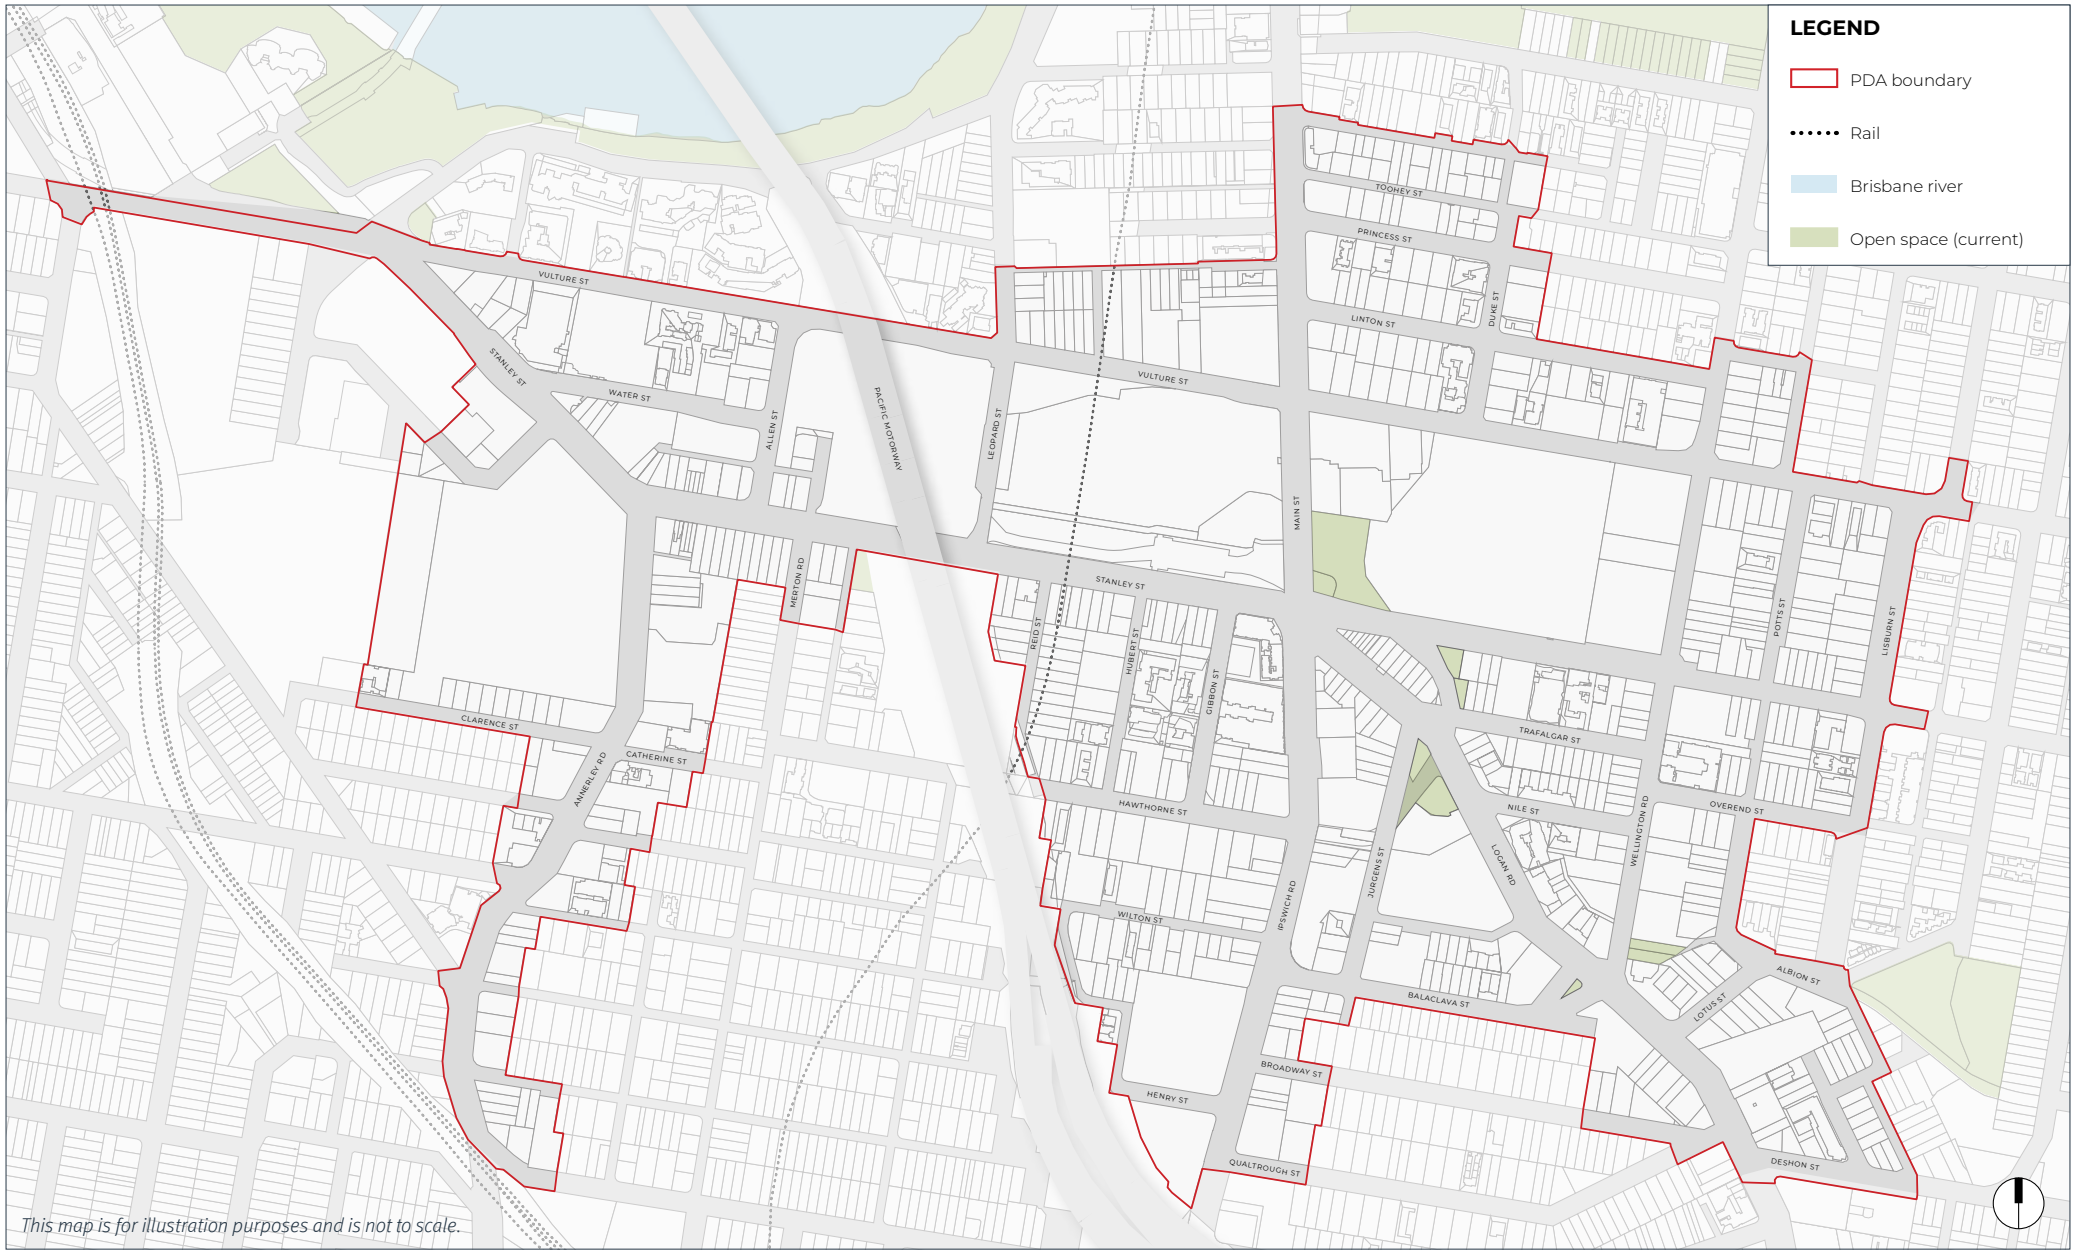 LEGEND
PDA boundary
Rail
Brisbane river
Open space (current)
TOOHEY ST
PRINCESS ST
VULTURE ST
DUKE ST
LINTON ST
STANLEY ST
VULTURE ST
WATER ST
ALLEN ST
PACIFIC MOTORWAY
LEOPARD ST
MAIN ST
STANLEY ST
MERTON RD
REID ST
HUBERT ST
GIBBON ST
POTTS ST
LISBURN ST
CLARENCE ST
TRAFALGAR ST
CATHERINE ST
ANNERLEY RD
HAWTHORNE ST
NILE ST
OVEREND ST
WELLINGTON RD
JURGENS ST
LOGAN RD
IPSWICH RD
WILTON ST
ALBION ST
BALACLAVA ST
LOTUS ST
BROADWAY ST
HENRY ST
QUALTROUGH ST
DESHON ST
This map is for illustration purposes and is not to scale.